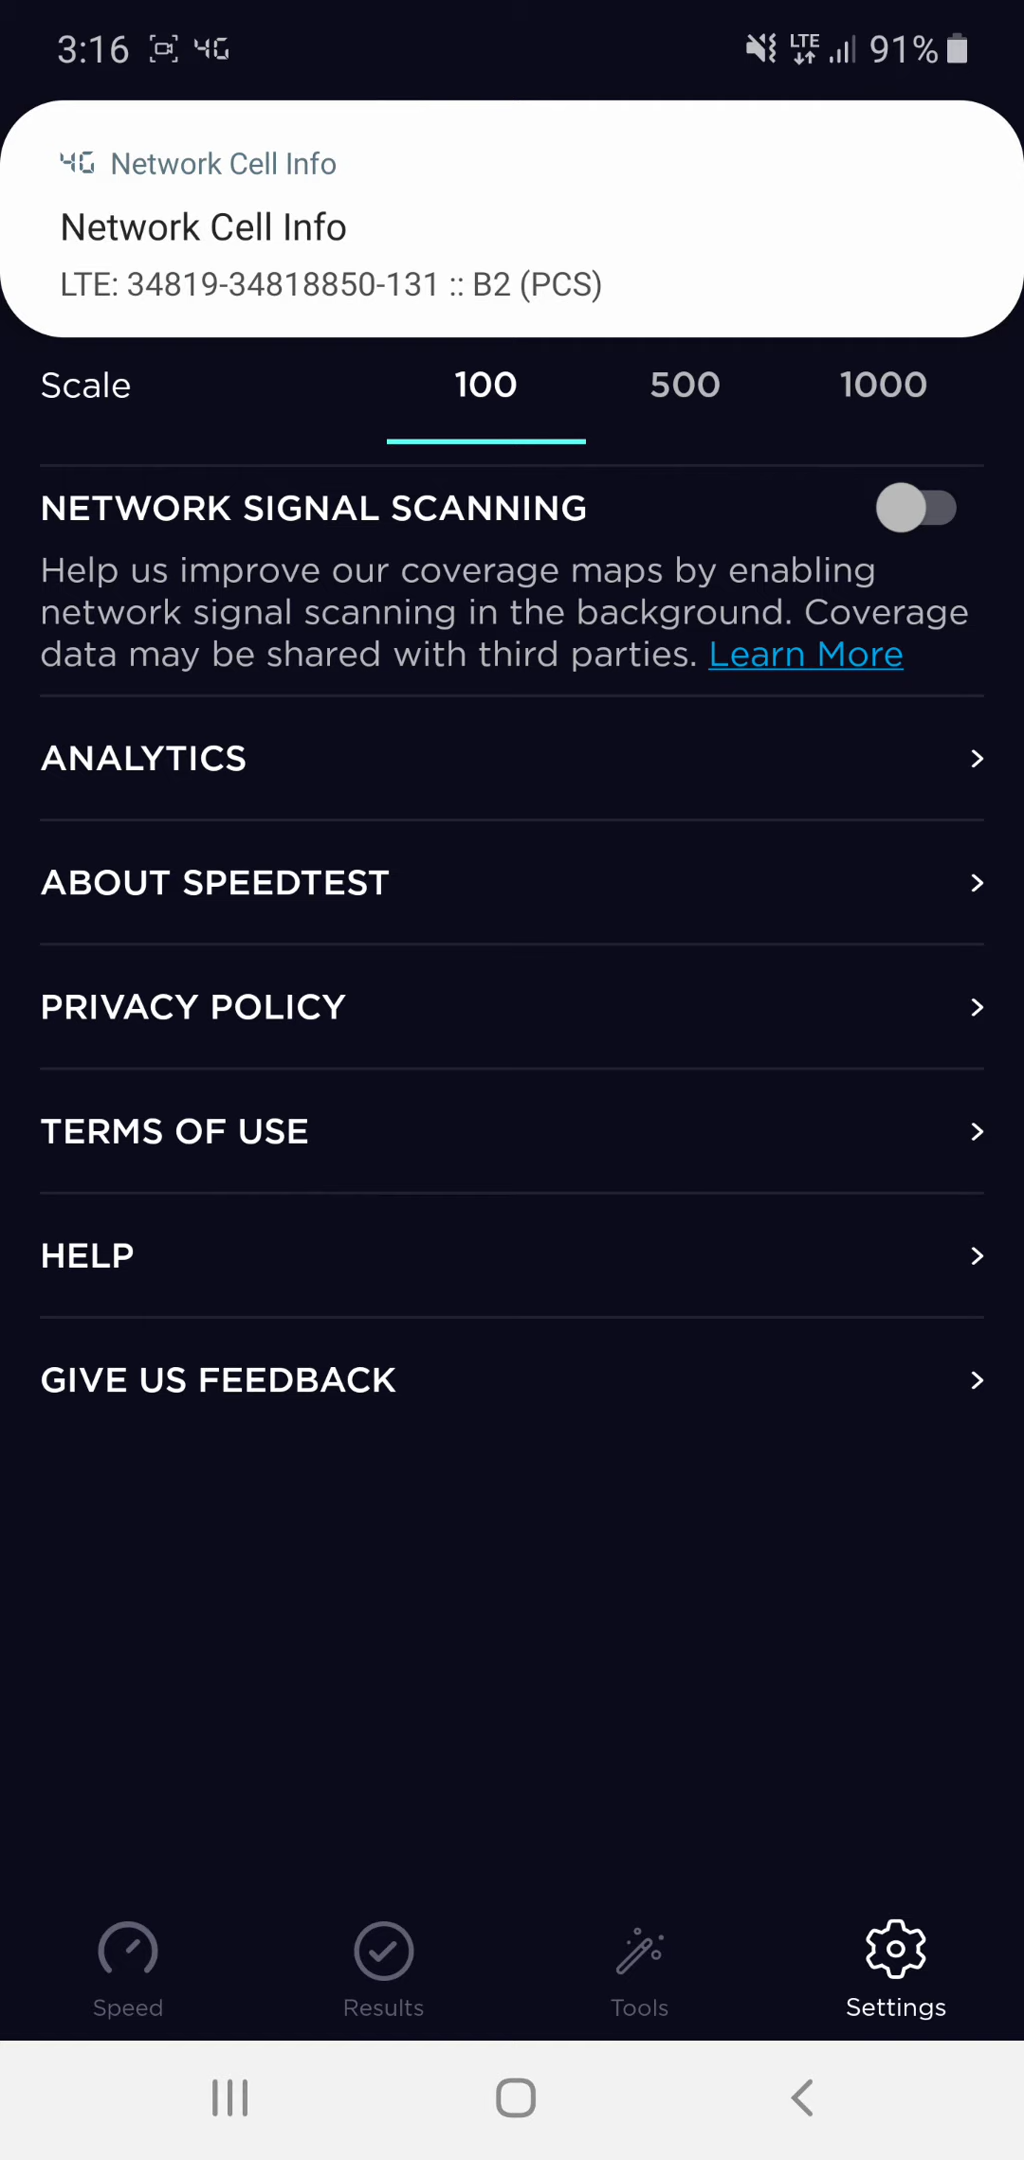 3:16 4G LTE 91%
4G Network Cell Info
Network Cell Info
LTE: 34819-34818850-131 :: B2 (PCS)
Scale 100 500 1000
NETWORK SIGNAL SCANNING
Help us improve our coverage maps by enabling
network signal scanning in the background. Coverage
data may be shared with third parties. Learn More
ANALYTICS
ABOUT SPEEDTEST
PRIVACY POLICY
TERMS OF USE
HELP
GIVE US FEEDBACK
Speed Results Tools Settings